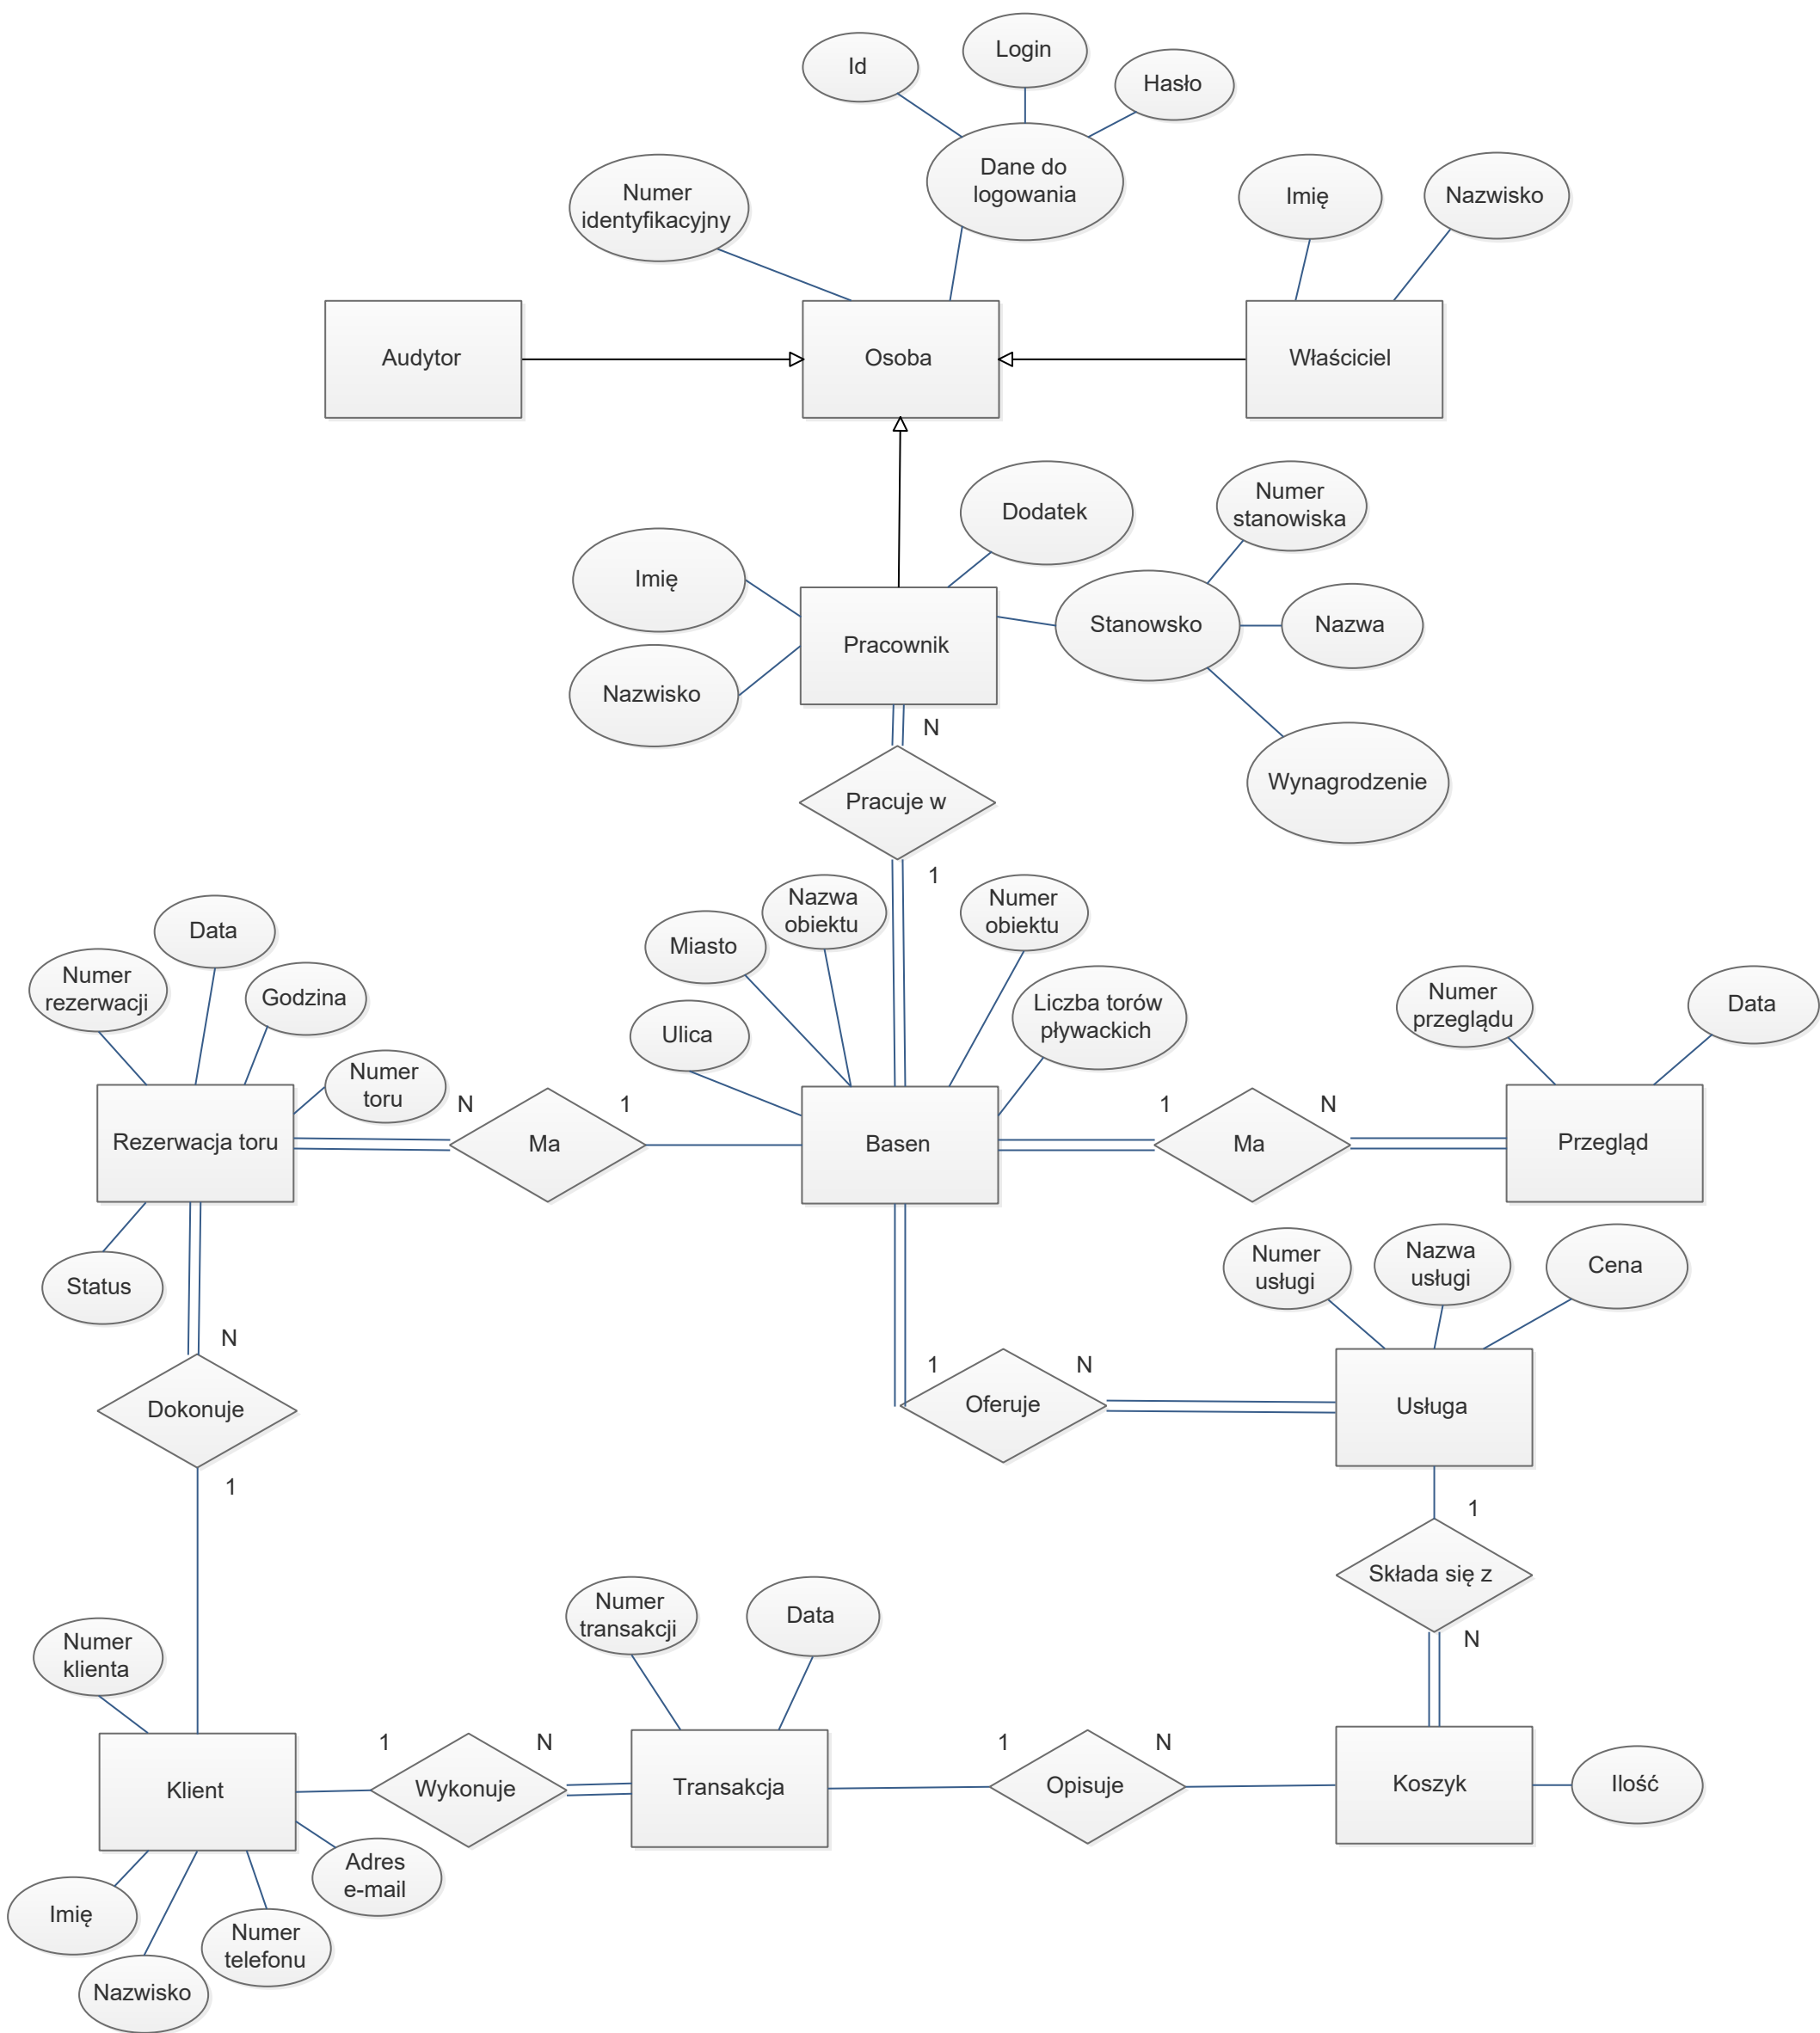 Id
Login
Hasło
Dane do
logowania
Numer
identyfikacyjny
Imię
Nazwisko
Audytor
Osoba
Właściciel
Dodatek
Numer
stanowiska
Imię
Stanowsko
Nazwa
Pracownik
Nazwisko
N
Wynagrodzenie
Pracuje w
1
Data
Nazwa
obiektu
Numer
obiektu
Miasto
Numer
rezerwacji
Godzina
Liczba torów
pływackich
Numer
przeglądu
Data
Ulica
Numer
toru
N
1
1
N
Rezerwacja toru
Ma
Basen
Ma
Przegląd
Status
Numer
usługi
Nazwa
usługi
Cena
N
1
N
Dokonuje
Oferuje
Usługa
1
1
Składa się z
Numer
transakcji
Data
N
Numer
klienta
1
N
1
N
Klient
Wykonuje
Transakcja
Opisuje
Koszyk
Ilość
Adres
e-mail
Imię
Numer
telefonu
Nazwisko